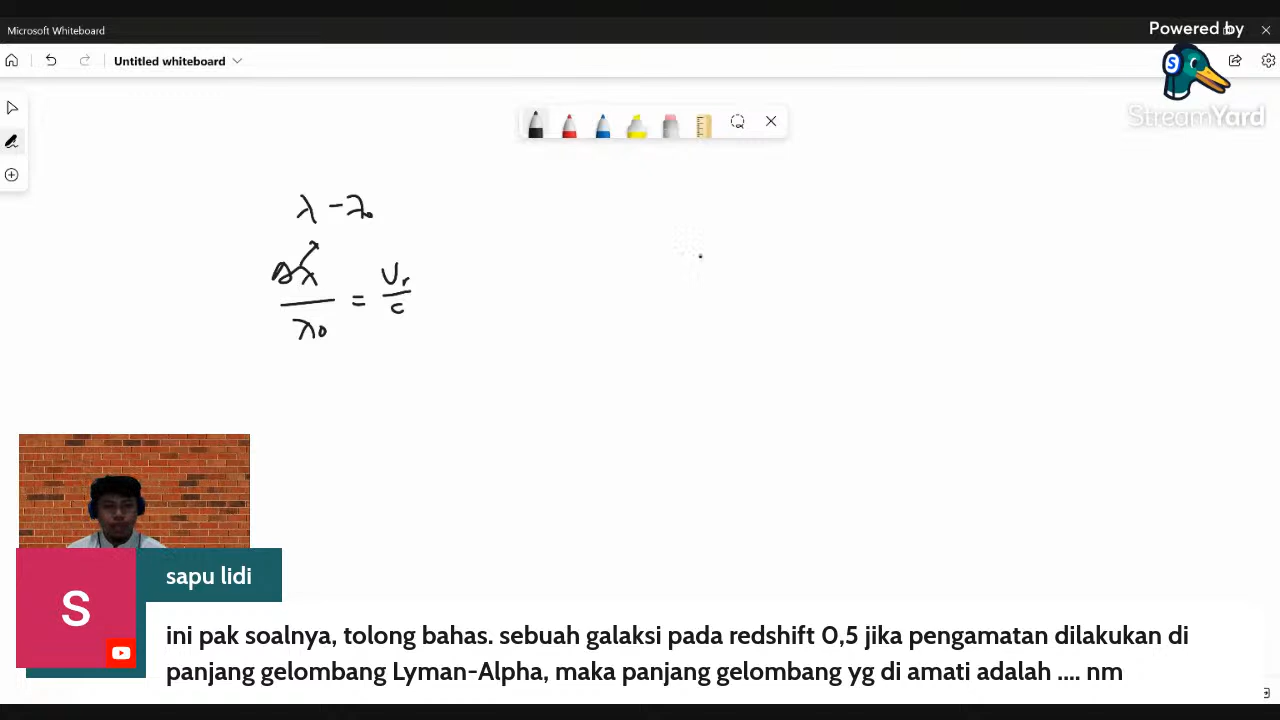 Microsoft Whiteboard
Powered by
Untitled whiteboard
S
StreamYard
λ - λ₀
Δλ
λ0
=
Vr
c
sapu lidi
S
ini pak soalnya, tolong bahas. sebuah galaksi pada redshift 0,5 jika pengamatan dilakukan di
panjang gelombang Lyman-Alpha, maka panjang gelombang yg di amati adalah .... nm